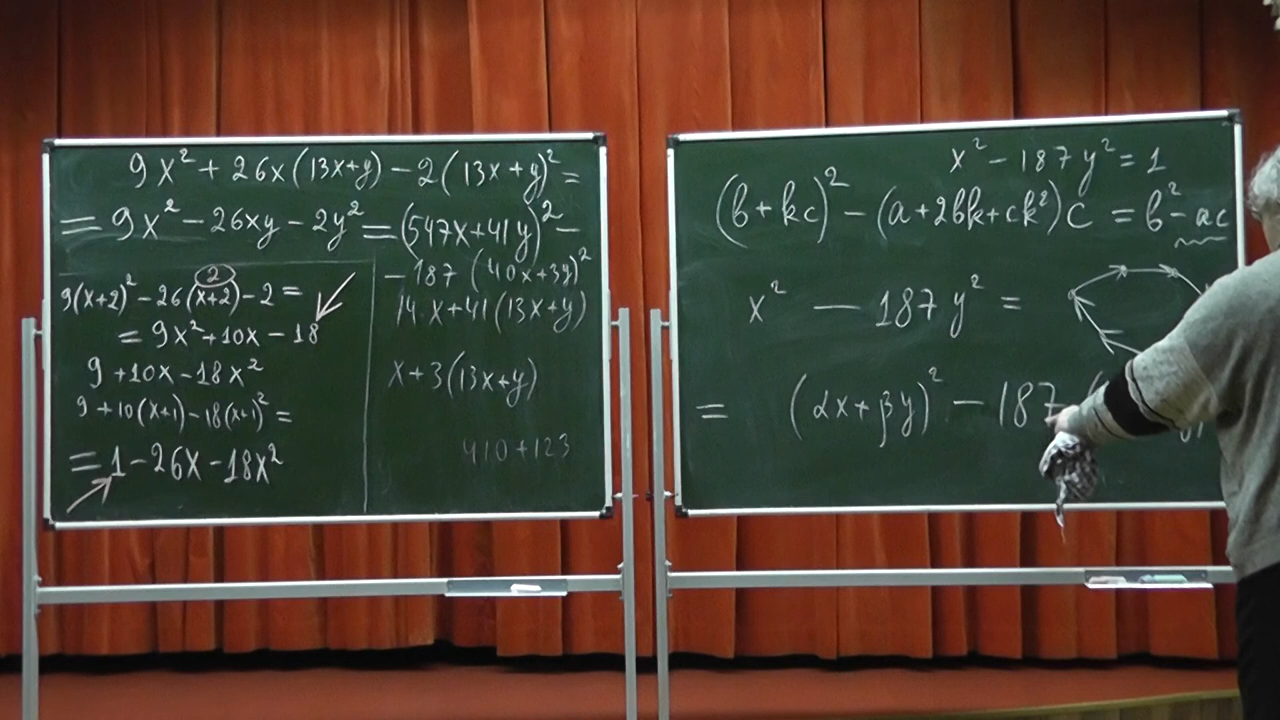 9x² + 26x(13x+y) − 2(13x+y)² =
= 9x² − 26xy − 2y² = (547x+41y)² −
− 187 (40x+3y)²
9(x+2)² − 26(x+2) − 2 =
2
= 9x² + 10x − 18
9 + 10x − 18x²
9 + 10(x+1) − 18(x+1)² =
= 1 − 26x − 18x²
14x + 41(13x+y)
x + 3(13x+y)
410 + 123
x² − 187y² = 1
(b + kc)² − (a + 2bk + ck²)c = b² − ac
x² − 187y² =
= (αx + βy)² − 187 (